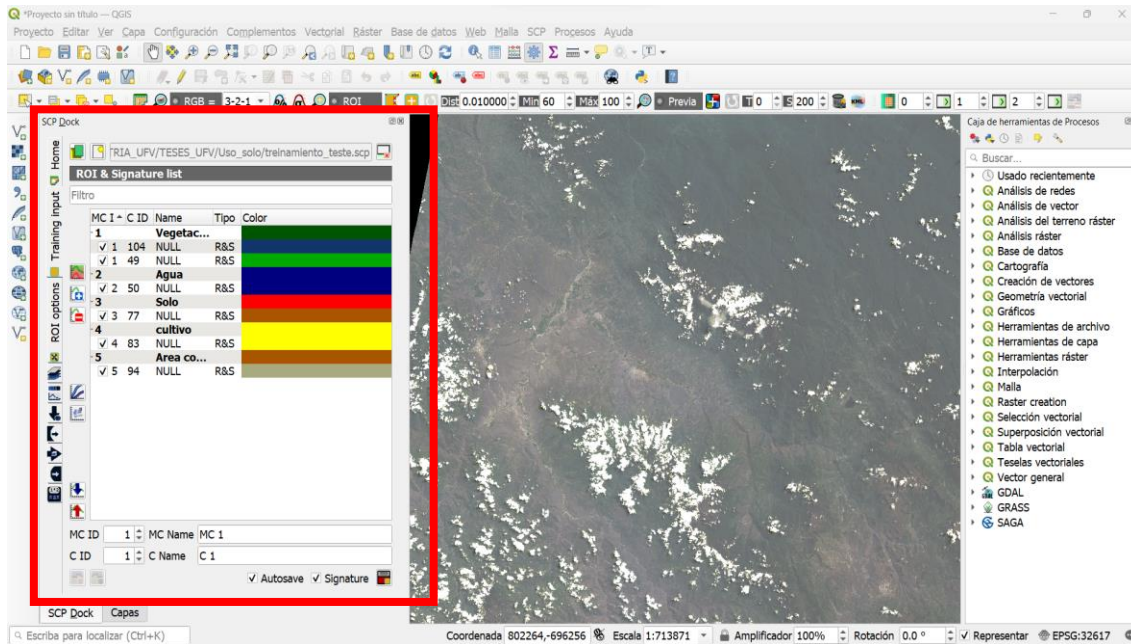 *Proyecto sin título — QGIS
Proyecto Editar Ver Capa Configuración Complementos Vectorial Ráster Base de datos Web Malla SCP Procesos Ayuda
RGB = 3-2-1 ROI Dist 0.010000 Min 60 Máx 100 Previa T 0 S 200 0 1 2
SCP Dock
Home
Training input
ROI options
TRIA_UFV/TESES_UFV/Uso_solo/treinamiento_teste.scp
ROI & Signature list
Filtro
MC I C ID Name Tipo Color
1 Vegetac...
1 104 NULL R&S
1 49 NULL R&S
2 Agua
2 50 NULL R&S
3 Solo
3 77 NULL R&S
4 cultivo
4 83 NULL R&S
5 Area co...
5 94 NULL R&S
MC ID 1 MC Name MC 1
C ID 1 C Name C 1
Autosave Signature
SCP Dock Capas
Caja de herramientas de Procesos
Buscar...
Usado recientemente
Análisis de redes
Análisis de vector
Análisis del terreno ráster
Análisis ráster
Base de datos
Cartografía
Creación de vectores
Geometría vectorial
Gráficos
Herramientas de archivo
Herramientas de capa
Herramientas ráster
Interpolación
Malla
Raster creation
Selección vectorial
Superposición vectorial
Tabla vectorial
Teselas vectoriales
Vector general
GDAL
GRASS
SAGA
Escriba para localizar (Ctrl+K) Coordenada 802264,-696256 Escala 1:713871 Amplificador 100% Rotación 0.0 ° Representar EPSG:32617